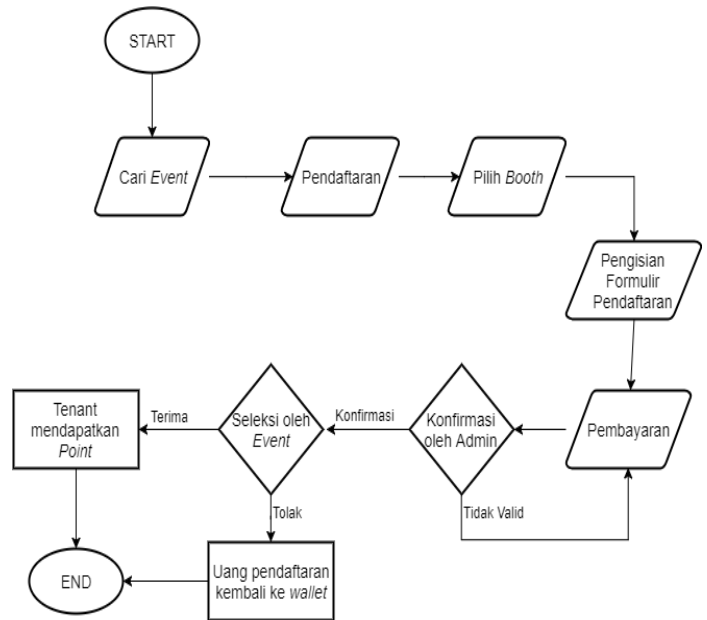 START
Cari Event
Pendaftaran
Pilih Booth
Pengisian
Formulir
Pendaftaran
Pembayaran
Konfirmasi
oleh Admin
Tidak Valid
Konfirmasi
Seleksi oleh
Event
Terima
Tenant
mendapatkan
Point
Tolak
Uang pendaftaran
kembali ke wallet
END